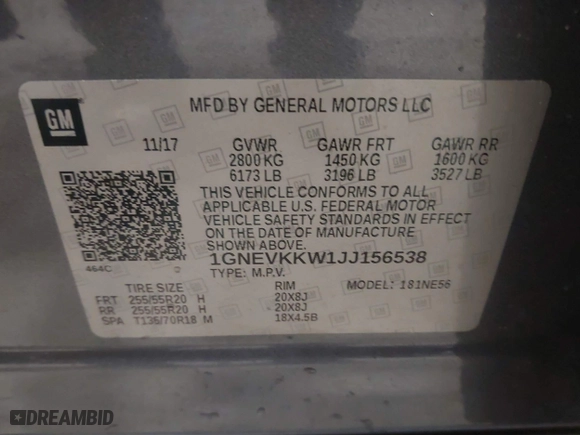 GM
MFD BY GENERAL MOTORS LLC
11/17 GVWR GAWR FRT GAWR RR
2800 KG 1450 KG 1600 KG
6173 LB 3196 LB 3527 LB
THIS VEHICLE CONFORMS TO ALL
APPLICABLE U.S. FEDERAL MOTOR
VEHICLE SAFETY STANDARDS IN EFFECT
ON THE DATE OF MANUFACTURE
SHOWN ABOVE.
464C
1GNEVKKW1JJ156538
TYPE: M.P.V. MODEL: 181NE56
TIRE SIZE RIM
FRT 255/55R20 H 20X8J
RR 255/55R20 H 20X8J
SPA T135/70R18 M 18X4.5B
DREAMBID